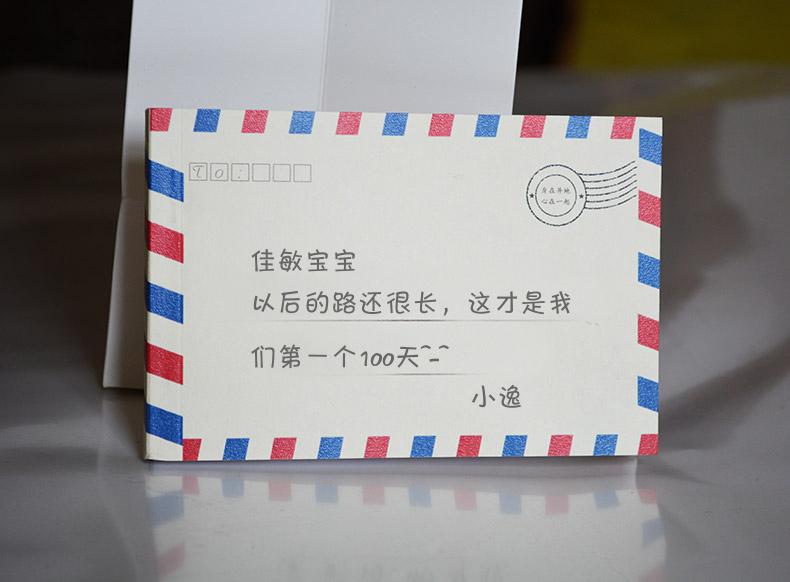 TO:
身在异地
心在一起
佳敏宝宝
以后的路还很长，这才是我
们第一个100天^-^
小逸